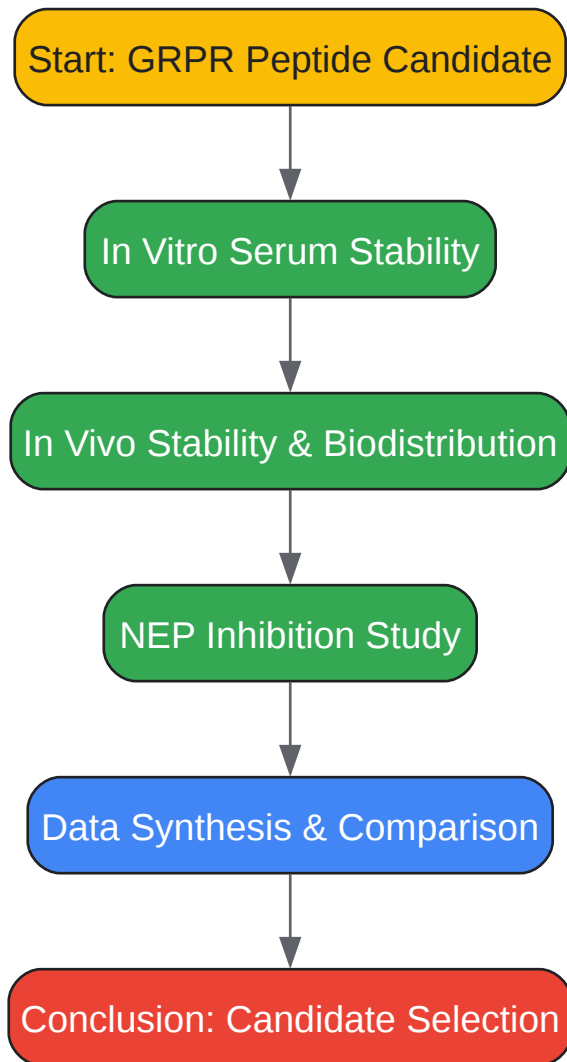 Start: GRPR Peptide Candidate
In Vitro Serum Stability
In Vivo Stability & Biodistribution
NEP Inhibition Study
Data Synthesis & Comparison
Conclusion: Candidate Selection